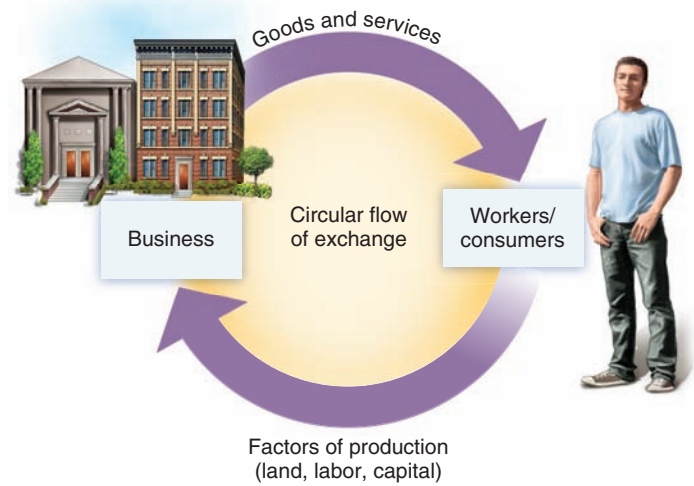 Goods and services
Business
Circular flow
of exchange
Workers/
consumers
Factors of production
(land, labor, capital)